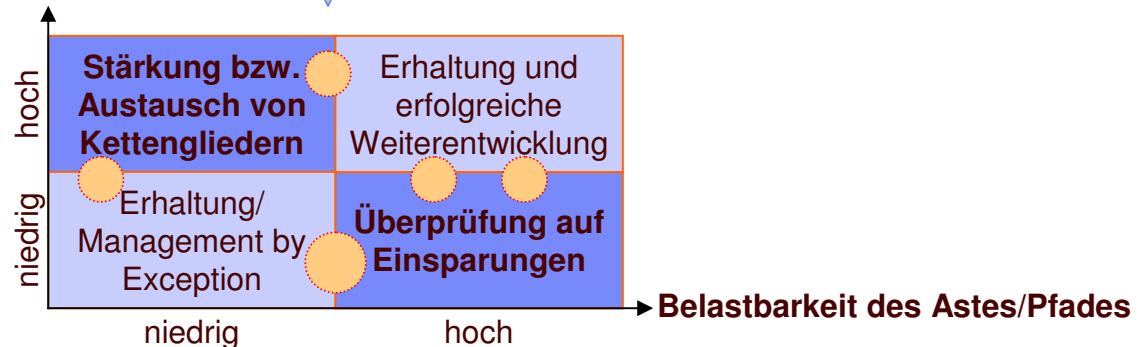 hoch
Stärkung bzw.
Austausch von
Kettengliedern
Erhaltung und
erfolgreiche
Weiterentwicklung
niedrig
Erhaltung/
Management by
Exception
Überprüfung auf
Einsparungen
Belastbarkeit des Astes/Pfades
niedrig
hoch